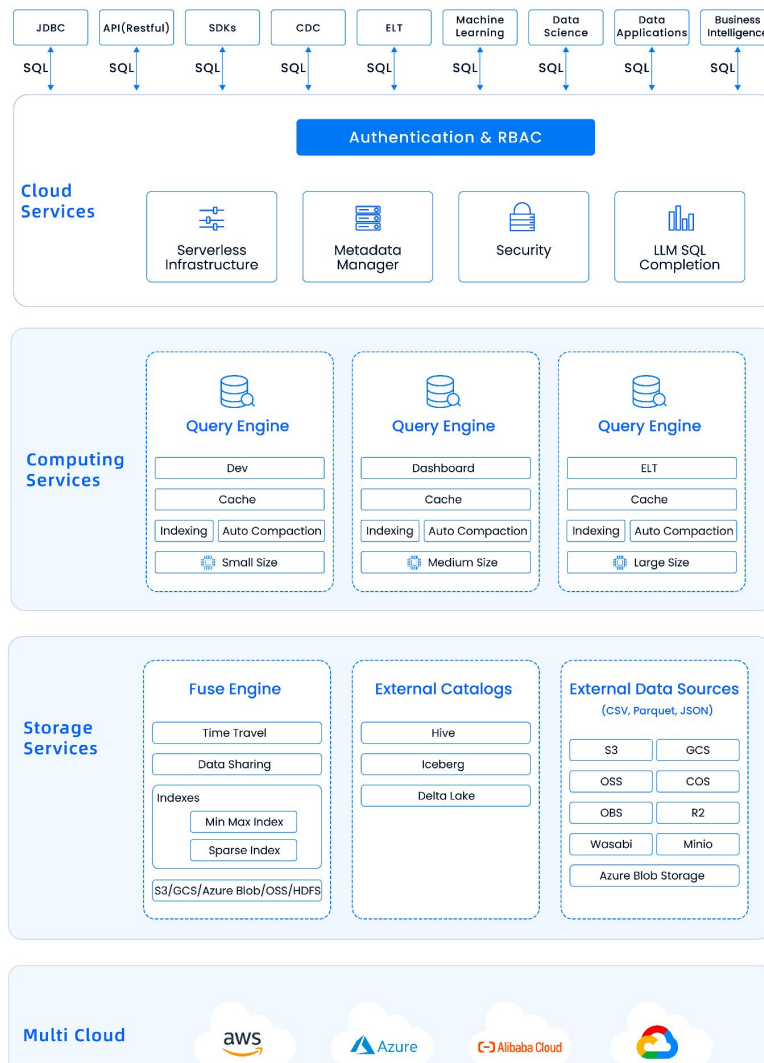 JDBC
API(Restful)
SDKs
CDC
ELT
Machine
Learning
Data
Science
Data
Applications
Business
Intelligence
SQL
SQL
SQL
SQL
SQL
SQL
SQL
SQL
SQL
Authentication & RBAC
Cloud
Services
Serverless
Infrastructure
Metadata
Manager
Security
LLM SQL
Completion
Computing
Services
Query Engine
Dev
Cache
Indexing
Auto Compaction
Small Size
Query Engine
Dashboard
Cache
Indexing
Auto Compaction
Medium Size
Query Engine
ELT
Cache
Indexing
Auto Compaction
Large Size
Storage
Services
Fuse Engine
Time Travel
Data Sharing
Indexes
Min Max Index
Sparse Index
S3/GCS/Azure Blob/OSS/HDFS
External Catalogs
Hive
Iceberg
Delta Lake
External Data Sources
(CSV, Parquet, JSON)
S3
GCS
OSS
COS
OBS
R2
Wasabi
Minio
Azure Blob Storage
Multi Cloud
aws
Azure
Alibaba Cloud